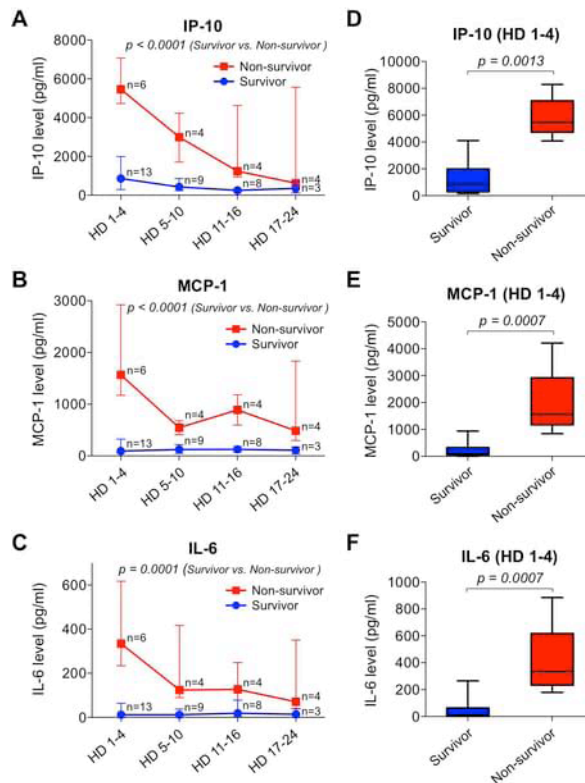 A
IP-10
p < 0.0001 (Survivor vs. Non-survivor )
Non-survivor
Survivor
IP-10 level (pg/ml)
8000
6000
4000
2000
0
n=6
n=4
n=4
n=4
n=13
n=9
n=8
n=3
HD 1-4
HD 5-10
HD 11-16
HD 17-24
D
IP-10 (HD 1-4)
p = 0.0013
IP-10 level (pg/ml)
10000
8000
6000
4000
2000
0
Survivor
Non-survivor
B
MCP-1
p < 0.0001 (Survivor vs. Non-survivor )
Non-survivor
Survivor
MCP-1 level (pg/ml)
3000
2000
1000
0
n=6
n=4
n=4
n=4
n=13
n=9
n=8
n=3
HD 1-4
HD 5-10
HD 11-16
HD 17-24
E
MCP-1 (HD 1-4)
p = 0.0007
MCP-1 level (pg/ml)
5000
4000
3000
2000
1000
0
Survivor
Non-survivor
C
IL-6
p = 0.0001 (Survivor vs. Non-survivor )
Non-survivor
Survivor
IL-6 level (pg/ml)
600
400
200
0
n=6
n=4
n=4
n=4
n=13
n=9
n=8
n=3
HD 1-4
HD 5-10
HD 11-16
HD 17-24
F
IL-6 (HD 1-4)
p = 0.0007
IL-6 level (pg/ml)
1000
800
600
400
200
0
Survivor
Non-survivor